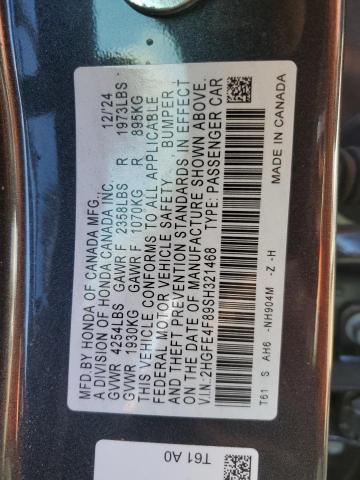 MFD.BY HONDA OF CANADA MFG., 12/'24
A DIVISION OF HONDA CANADA INC.
GVWR 4254LBS GAWR F 2358LBS R 1973LBS
GVWR 1930KG GAWR F 1070KG R 895KG
THIS VEHICLE CONFORMS TO ALL APPLICABLE
FEDERAL MOTOR VEHICLE SAFETY, BUMPER,
AND THEFT PREVENTION STANDARDS IN EFFECT
ON THE DATE OF MANUFACTURE SHOWN ABOVE.
V.I.N.: 2HGFE4F89SH321468 TYPE: PASSENGER CAR
T61 S AH6 -NH904M -Z -H MADE IN CANADA
T61 A0